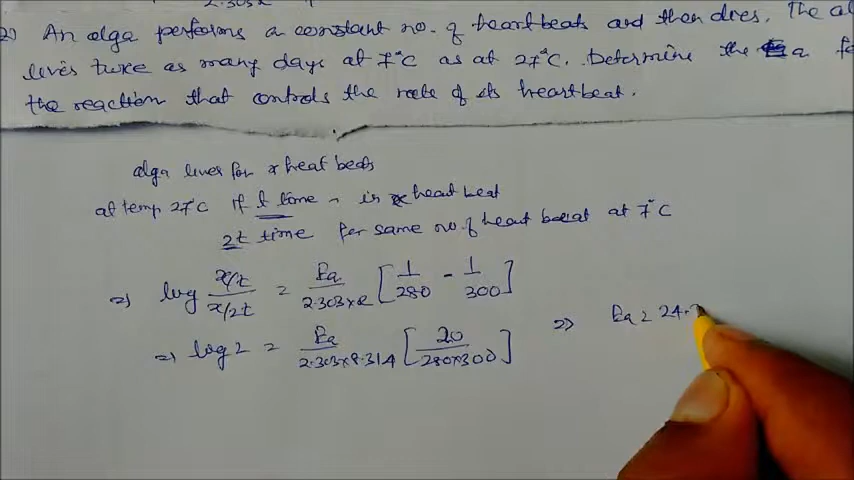 2.303x
20) An alga performs a constant no. of heartbeats and then dies. The al
lives twice as many days at 7°C as at 27°C. Determine the Ea fo
the reaction that controls the rate of its heartbeat.
alga lives for x heat beats
at temp 27°C if t time is x heat beat
2t time for same no. of heart beat at 7°C
⇒ log x/t / x/2t = Ea / 2.303×R [1/280 - 1/300]
⇒ log 2 = Ea / 2.303×8.314 [20 / 280×300] ⇒ Ea = 24.